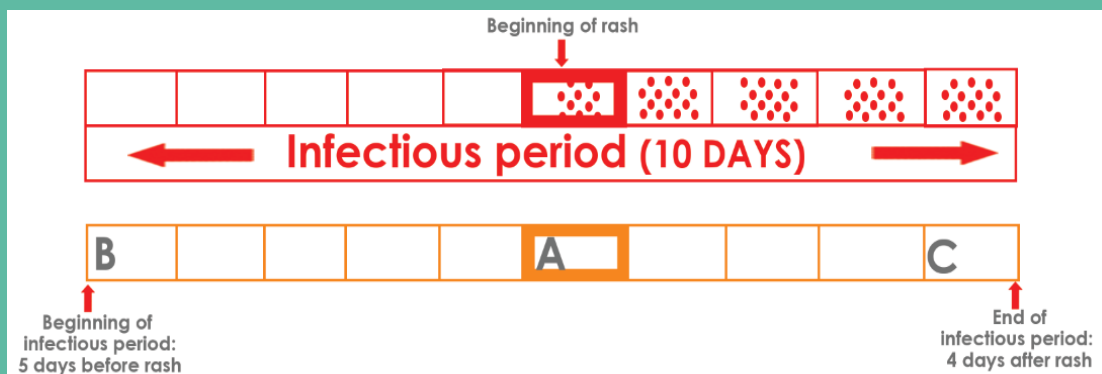 Beginning of rash
Infectious period (10 DAYS)
B
A
C
Beginning of
infectious period:
5 days before rash
End of
infectious period:
4 days after rash